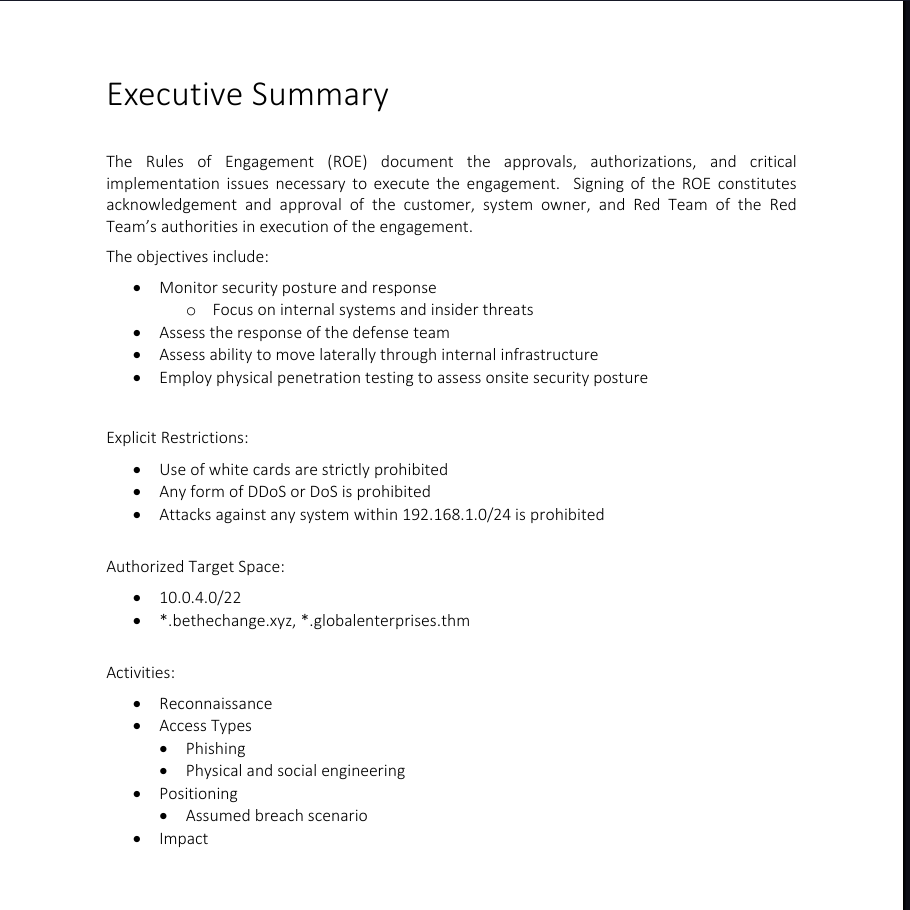 Executive Summary
The Rules of Engagement (ROE) document the approvals, authorizations, and critical
implementation issues necessary to execute the engagement.  Signing of the ROE constitutes
acknowledgement and approval of the customer, system owner, and Red Team of the Red
Team’s authorities in execution of the engagement.
The objectives include:
• Monitor security posture and response
o Focus on internal systems and insider threats
• Assess the response of the defense team
• Assess ability to move laterally through internal infrastructure
• Employ physical penetration testing to assess onsite security posture
Explicit Restrictions:
• Use of white cards are strictly prohibited
• Any form of DDoS or DoS is prohibited
• Attacks against any system within 192.168.1.0/24 is prohibited
Authorized Target Space:
• 10.0.4.0/22
• *.bethechange.xyz, *.globalenterprises.thm
Activities:
• Reconnaissance
• Access Types
• Phishing
• Physical and social engineering
• Positioning
• Assumed breach scenario
• Impact